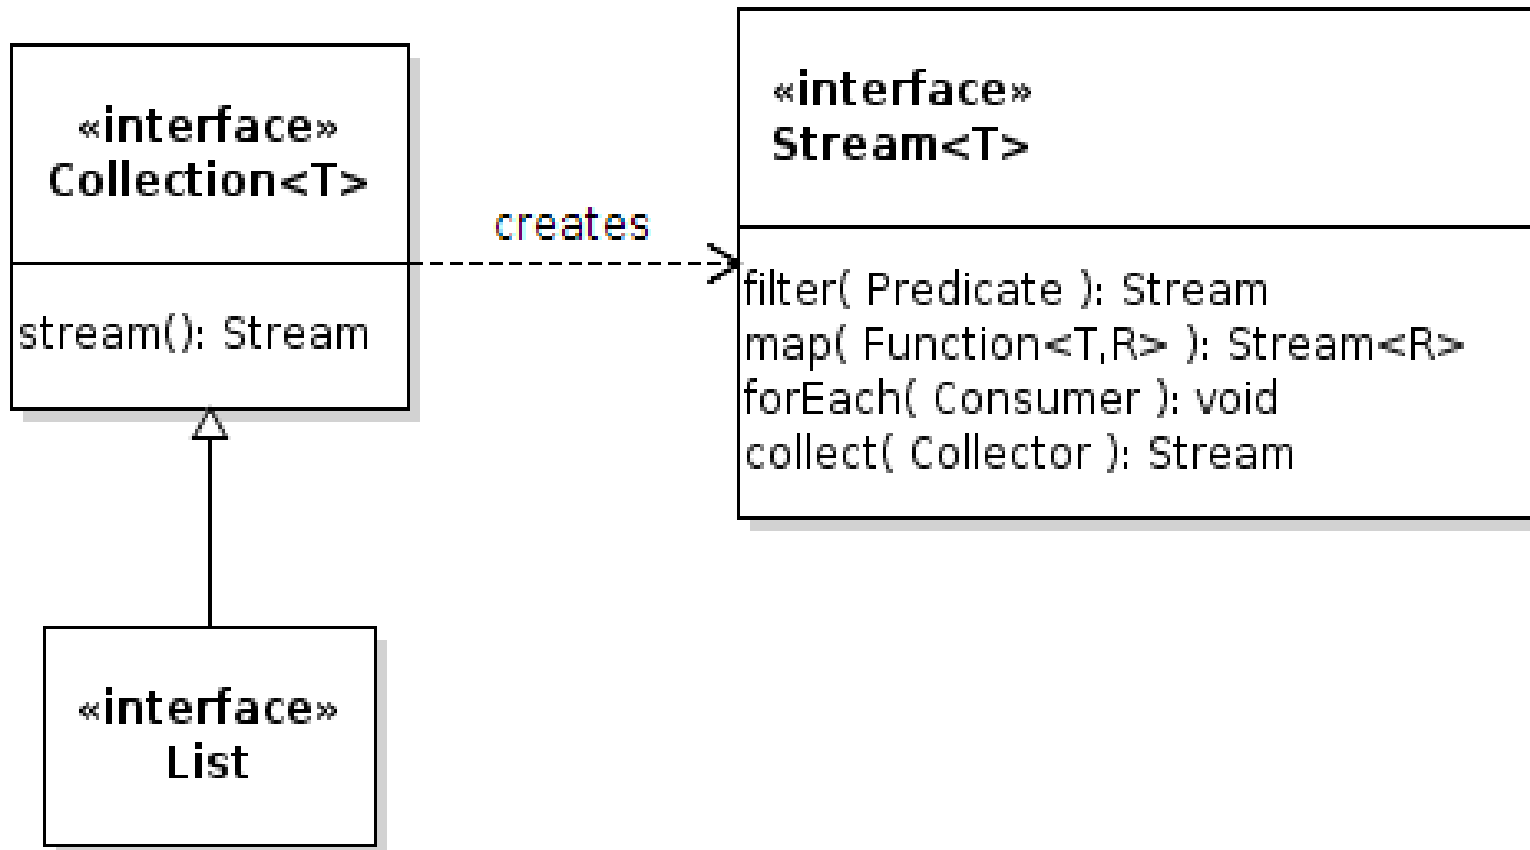 «interface»
Collection<T>
stream(): Stream
creates
«interface»
Stream<T>
filter( Predicate ): Stream
map( Function<T,R> ): Stream<R>
forEach( Consumer ): void
collect( Collector ): Stream
«interface»
List